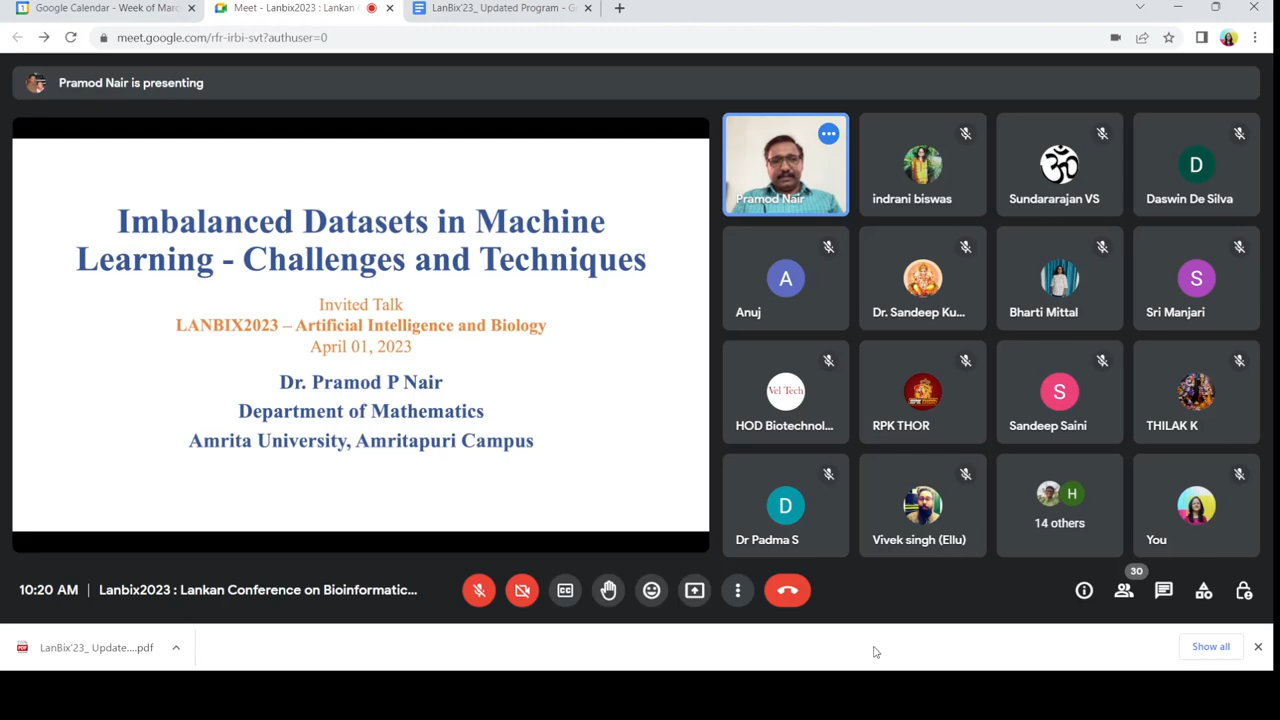 Google Calendar - Week of Marc
Meet - Lanbix2023 : Lankan C
LanBix'23_ Updated Program - G
meet.google.com/rfr-irbi-svt?authuser=0
Pramod Nair is presenting
Imbalanced Datasets in Machine
Learning - Challenges and Techniques
Invited Talk
LANBIX2023 – Artificial Intelligence and Biology
April 01, 2023
Dr. Pramod P Nair
Department of Mathematics
Amrita University, Amritapuri Campus
Pramod Nair
indrani biswas
Sundararajan VS
D
Daswin De Silva
A
Anuj
Dr. Sandeep Ku...
Bharti Mittal
S
Sri Manjari
Vel Tech
HOD Biotechnol...
RPK THOR
S
Sandeep Saini
THILAK K
D
Dr Padma S
Vivek singh (Ellu)
H
14 others
You
10:20 AM | Lanbix2023 : Lankan Conference on Bioinformatic...
30
LanBix'23_ Update....pdf
Show all